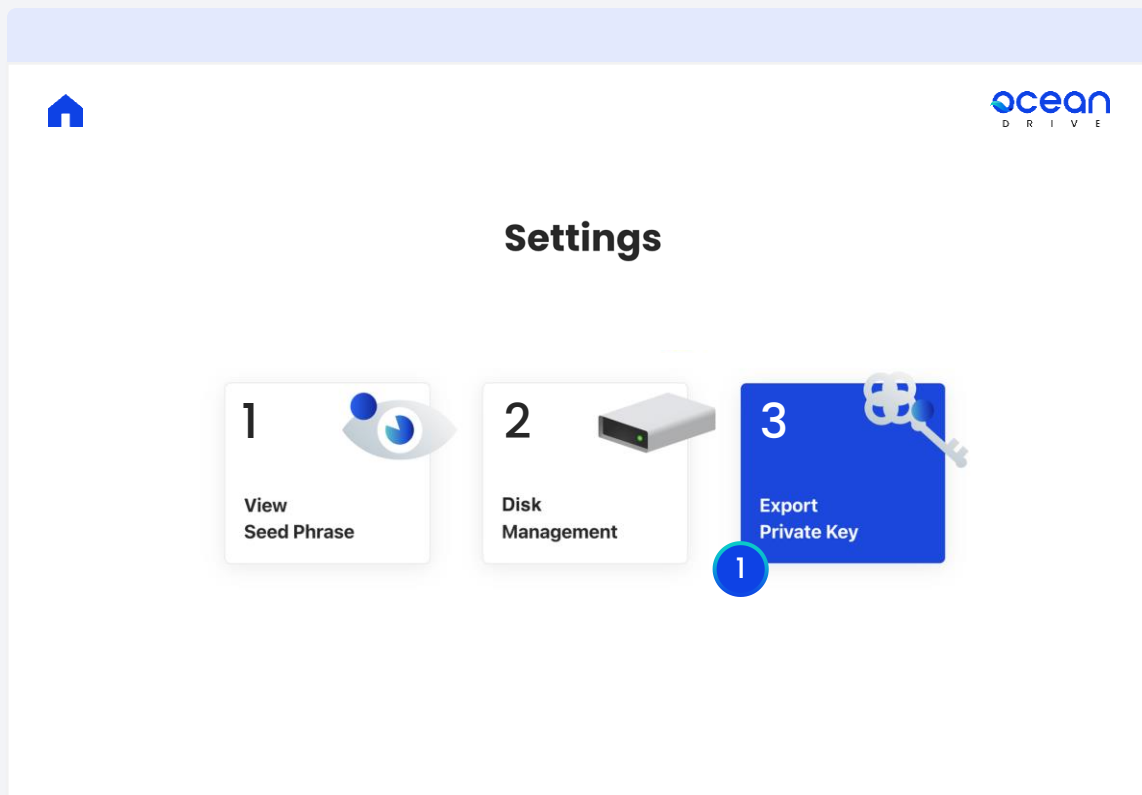 ocean
DRIVE
Settings
1
View
Seed Phrase
2
Disk
Management
3
Export
Private Key
1